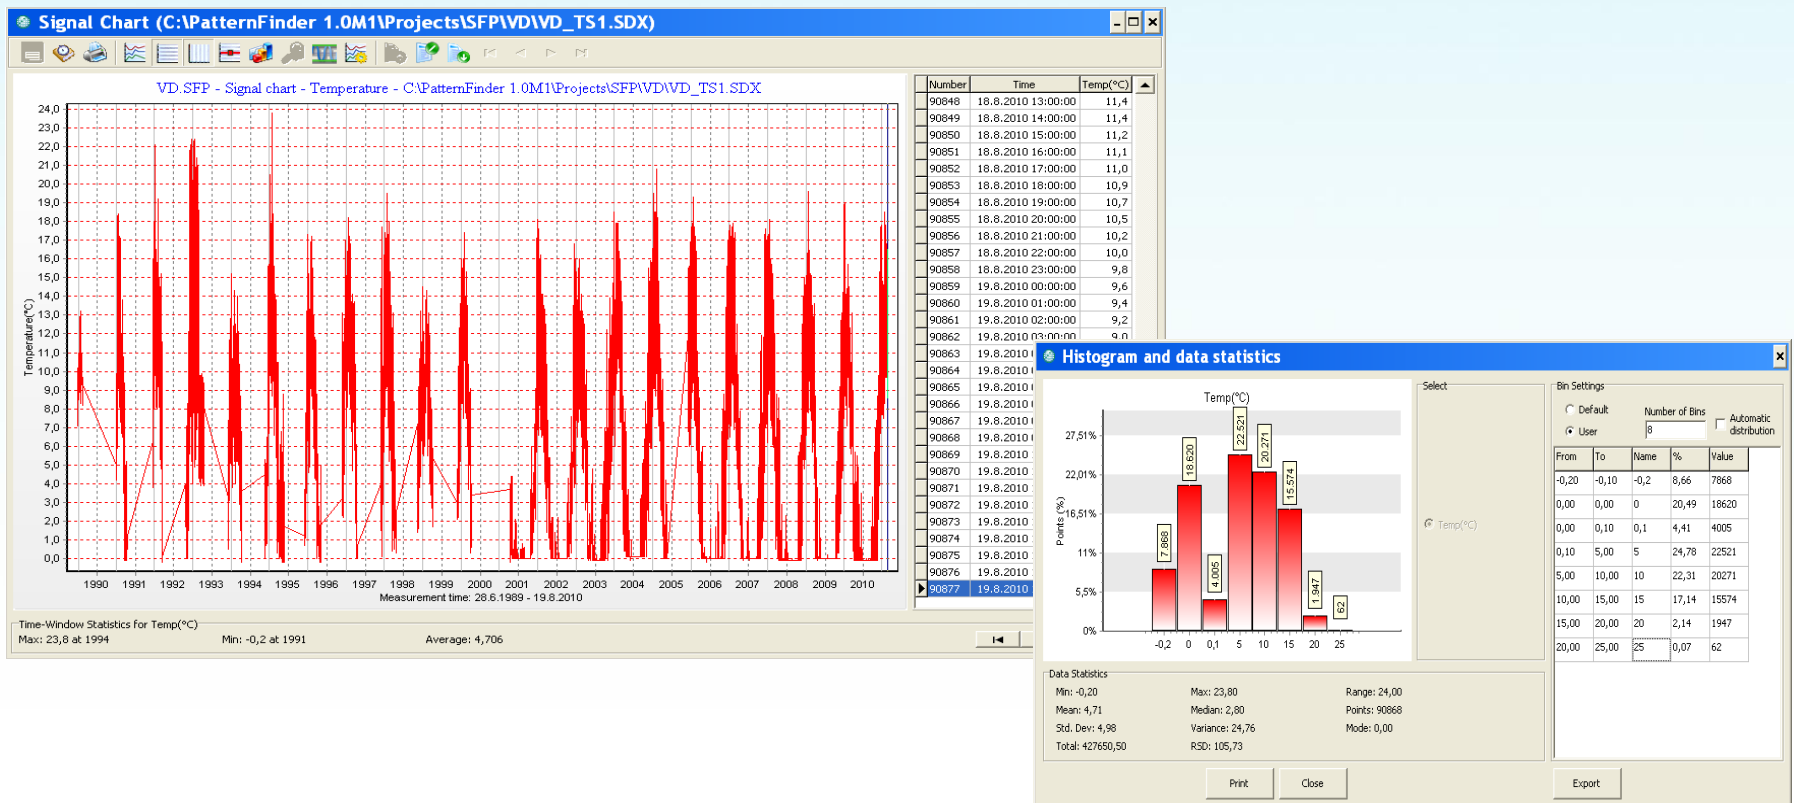 Signal Chart (C:\PatternFinder 1.0M1\Projects\SFP\VD\VD_TS1.SDX)
VD.SFP - Signal chart - Temperature - C:\PatternFinder 1.0M1\Projects\SFP\VD\VD_TS1.SDX
24,0
23,0
22,0
21,0
20,0
19,0
18,0
17,0
16,0
15,0
14,0
13,0
12,0
11,0
10,0
9,0
8,0
7,0
6,0
5,0
4,0
3,0
2,0
1,0
0,0
Temperature(°C)
1990 1991 1992 1993 1994 1995 1996 1997 1998 1999 2000 2001 2002 2003 2004 2005 2006 2007 2008 2009 2010
Measurement time: 28.6.1989 - 19.8.2010
Number Time Temp(°C)
90848 18.8.2010 13:00:00 11,4
90849 18.8.2010 14:00:00 11,4
90850 18.8.2010 15:00:00 11,2
90851 18.8.2010 16:00:00 11,1
90852 18.8.2010 17:00:00 11,0
90853 18.8.2010 18:00:00 10,9
90854 18.8.2010 19:00:00 10,7
90855 18.8.2010 20:00:00 10,5
90856 18.8.2010 21:00:00 10,2
90857 18.8.2010 22:00:00 10,0
90858 18.8.2010 23:00:00 9,8
90859 19.8.2010 00:00:00 9,6
90860 19.8.2010 01:00:00 9,4
90861 19.8.2010 02:00:00 9,2
90862 19.8.2010 03:00:00 9,0
90863 19.8.2010
90864 19.8.2010
90865 19.8.2010
90866 19.8.2010
90867 19.8.2010
90868 19.8.2010
90869 19.8.2010
90870 19.8.2010
90871 19.8.2010
90872 19.8.2010
90873 19.8.2010
90874 19.8.2010
90875 19.8.2010
90876 19.8.2010
90877 19.8.2010
Time-Window Statistics for Temp(°C)
Max: 23,8 at 1994 Min: -0,2 at 1991 Average: 4,706
Histogram and data statistics
Temp(°C)
27,51%
22,01%
16,51%
11%
5,5%
0%
Points (%)
7.868
18.620
4.005
22.521
20.271
15.574
1.947
62
-0,2 0 0,1 5 10 15 20 25
Select
Temp(°C)
Bin Settings
Default
User
Number of Bins
8
Automatic
distribution
From To Name % Value
-0,20 -0,10 -0,2 8,66 7868
0,00 0,00 0 20,49 18620
0,00 0,10 0,1 4,41 4005
0,10 5,00 5 24,78 22521
5,00 10,00 10 22,31 20271
10,00 15,00 15 17,14 15574
15,00 20,00 20 2,14 1947
20,00 25,00 25 0,07 62
Data Statistics
Min: -0,20 Max: 23,80 Range: 24,00
Mean: 4,71 Median: 2,80 Points: 90868
Std. Dev: 4,98 Variance: 24,76 Mode: 0,00
Total: 427650,50 RSD: 105,73
Print Close Export